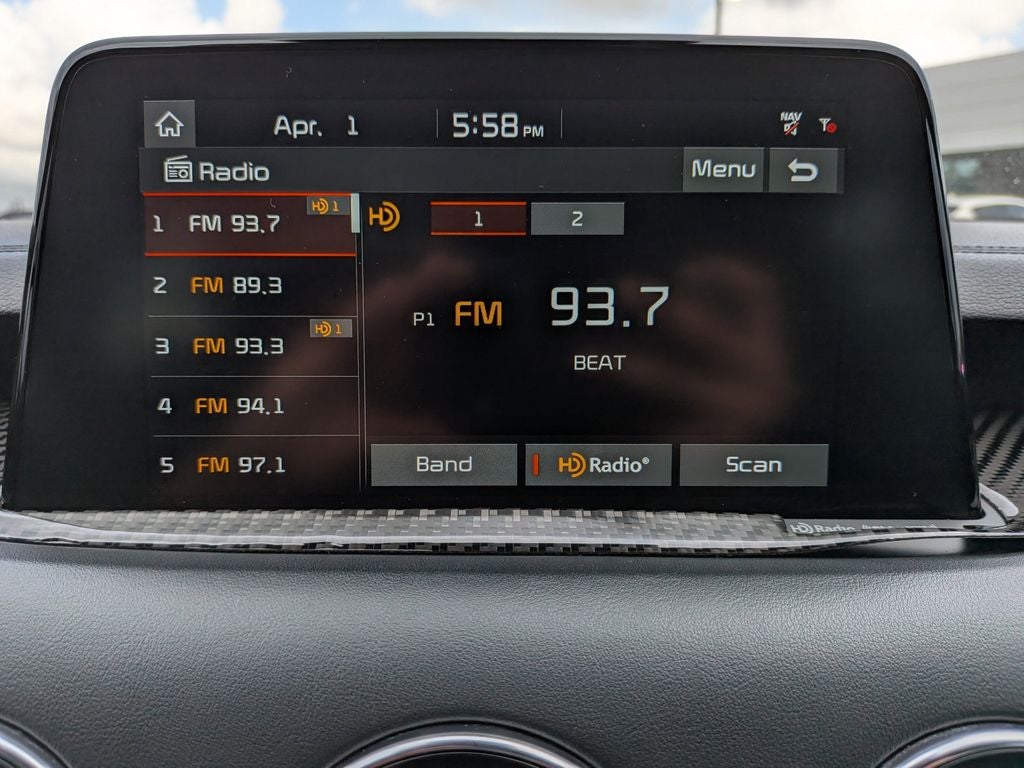 Apr. 1 5:58 PM NAV
Radio Menu
1 FM 93.7 HD 1
2 FM 89.3
3 FM 93.3 HD 1
4 FM 94.1
5 FM 97.1
HD 1 2
P1 FM 93.7
BEAT
Band HD Radio® Scan
HD Radio